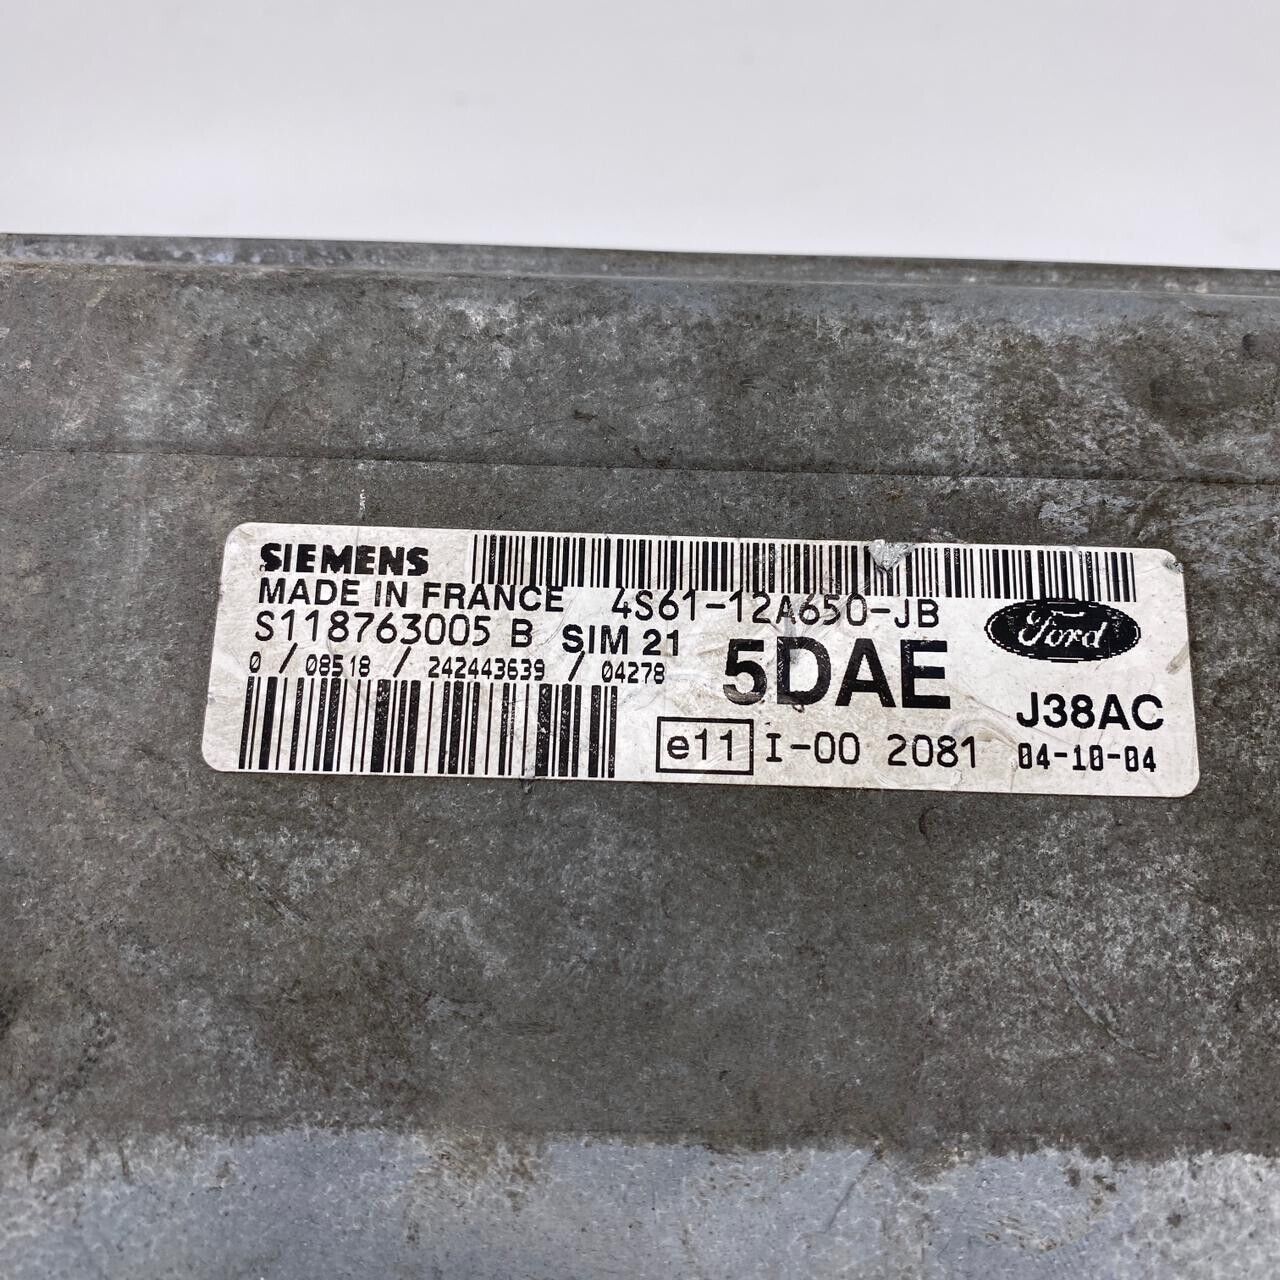 SIEMENS
MADE IN FRANCE 4S61-12A650-JB
S118763005 B SIM 21
Ford
0 / 08518 / 242443639 / 04278
5DAE
J38AC
e11 I-00 2081 04-10-04